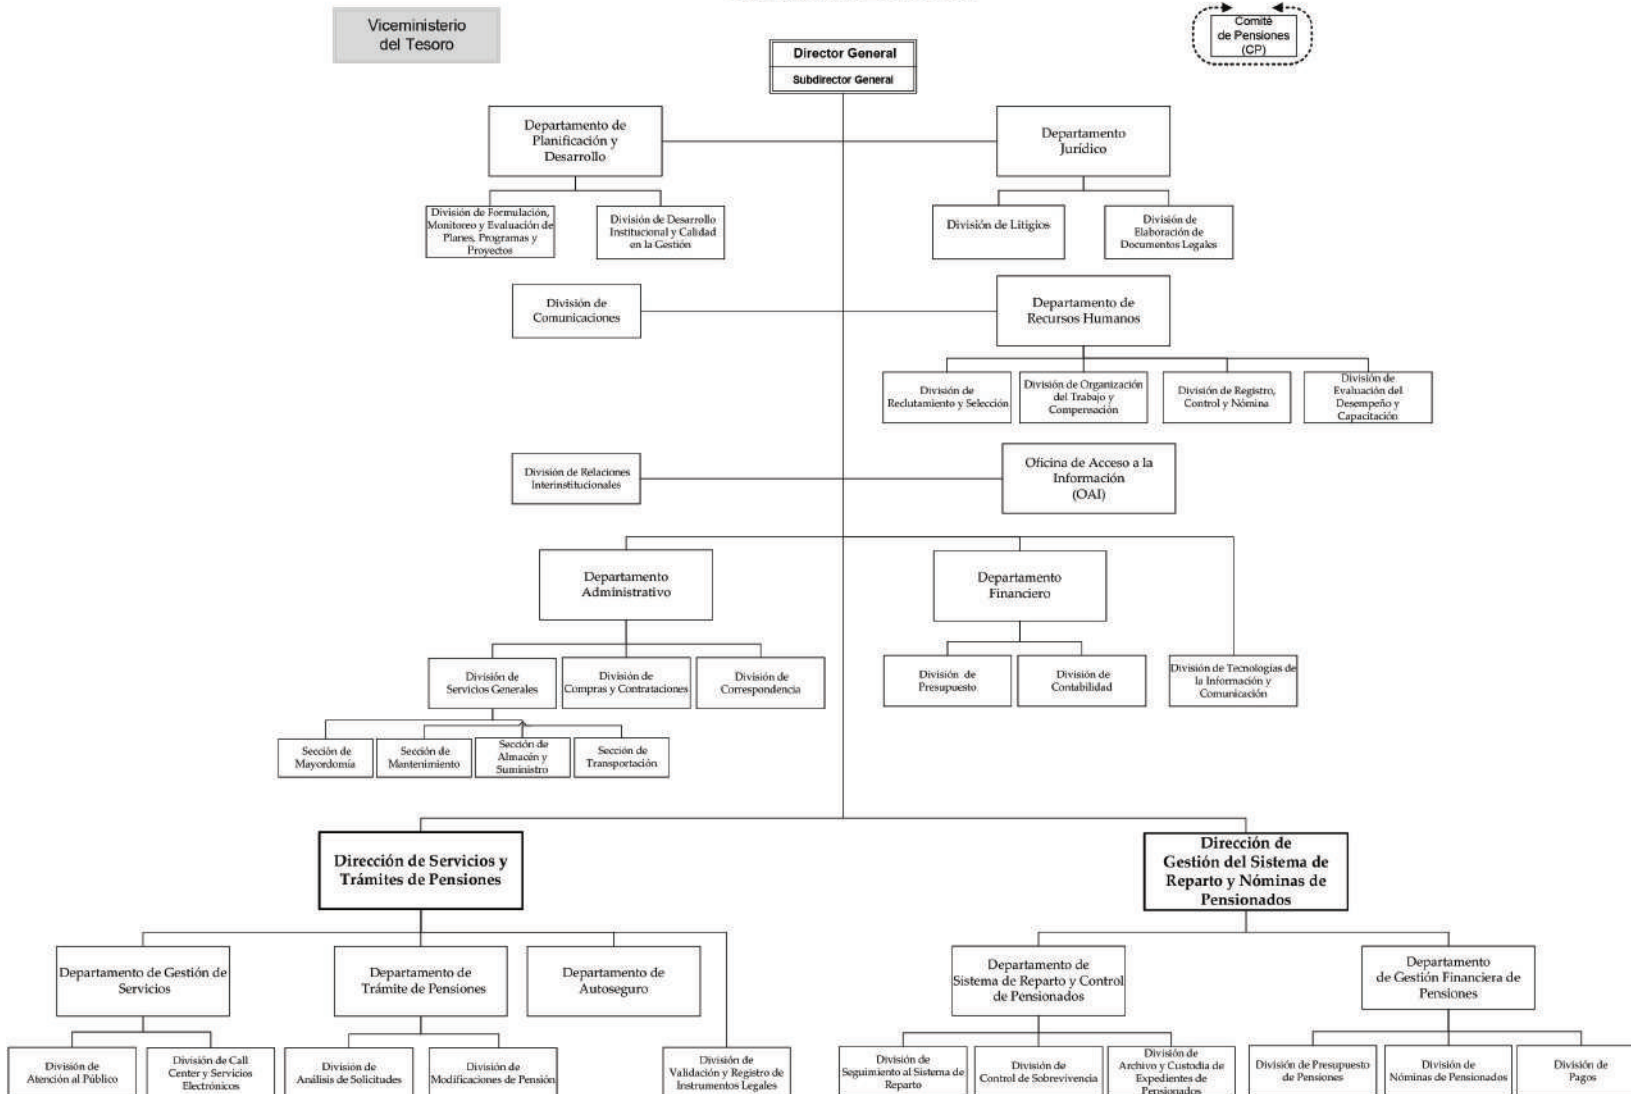 Viceministerio
del Tesoro
Comité
de Pensiones
(CP)
Director General
Subdirector General
Departamento de
Planificación y
Desarrollo
Departamento
Jurídico
División de Formulación,
Monitoreo y Evaluación de
Planes, Programas y
Proyectos
División de Desarrollo
Institucional y Calidad
en la Gestión
División de Litigios
División de
Elaboración de
Documentos Legales
División de
Comunicaciones
Departamento de
Recursos Humanos
División de
Reclutamiento y Selección
División de Organización
del Trabajo y
Compensación
División de Registro,
Control y Nómina
División de
Evaluación del
Desempeño y
Capacitación
División de Relaciones
Interinstitucionales
Oficina de Acceso a la
Información
(OAI)
Departamento
Administrativo
Departamento
Financiero
División de
Servicios Generales
División de
Compras y Contrataciones
División de
Correspondencia
División de
Presupuesto
División de
Contabilidad
División de Tecnologías de
la Información y
Comunicación
Sección de
Mayordomía
Sección de
Mantenimiento
Sección de
Almacén y
Suministro
Sección de
Transportación
Dirección de Servicios y
Trámites de Pensiones
Dirección de
Gestión del Sistema de
Reparto y Nóminas de
Pensionados
Departamento de Gestión de
Servicios
Departamento de
Trámite de Pensiones
Departamento de
Autoseguro
Departamento de
Sistema de Reparto y Control
de Pensionados
Departamento
de Gestión Financiera de
Pensiones
División de
Atención al Público
División de Call
Center y Servicios
Electrónicos
División de
Análisis de Solicitudes
División de
Modificaciones de Pensión
División de
Validación y Registro de
Instrumentos Legales
División de
Seguimiento al Sistema de
Reparto
División de
Control de Sobrevivencia
División de
Archivo y Custodia de
Expedientes de
Pensionados
División de Presupuesto
de Pensiones
División de
Nóminas de Pensionados
División de
Pagos